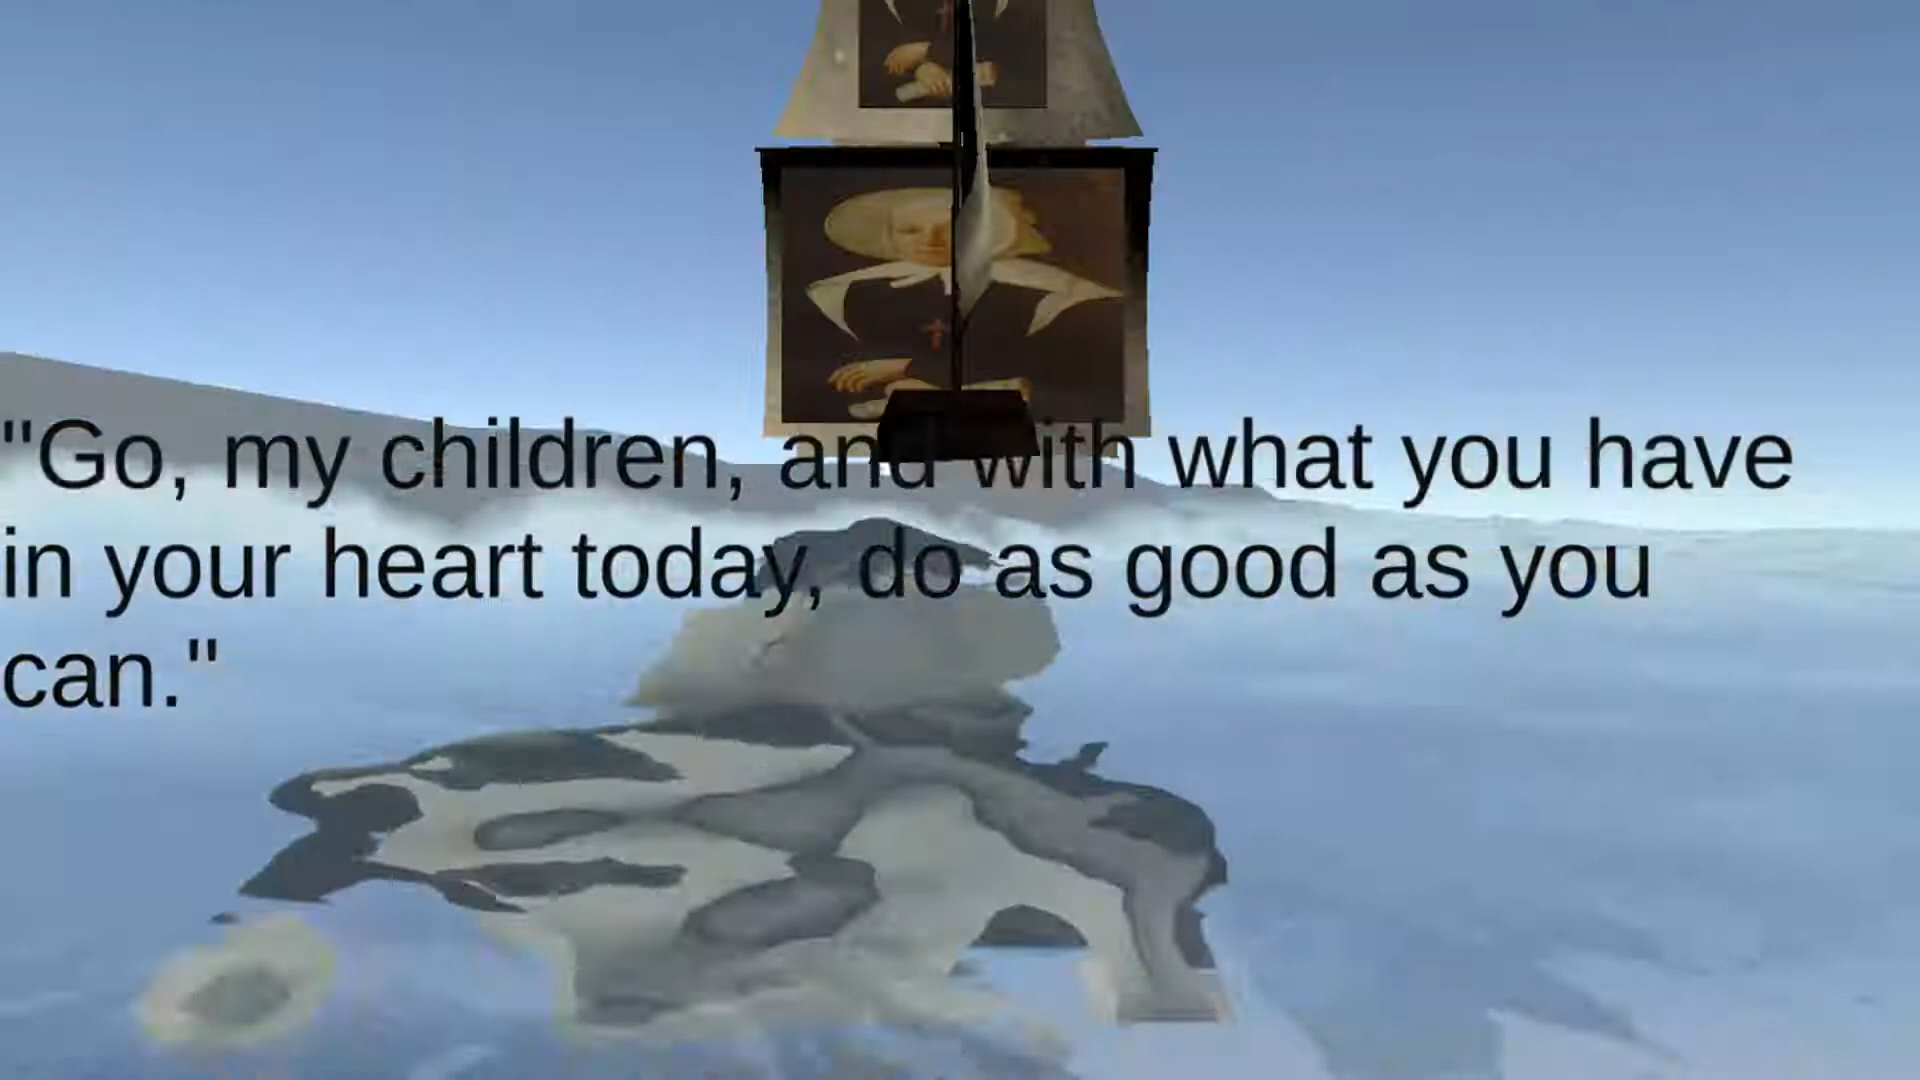 "Go, my children, and with what you have
in your heart today, do as good as you
can."